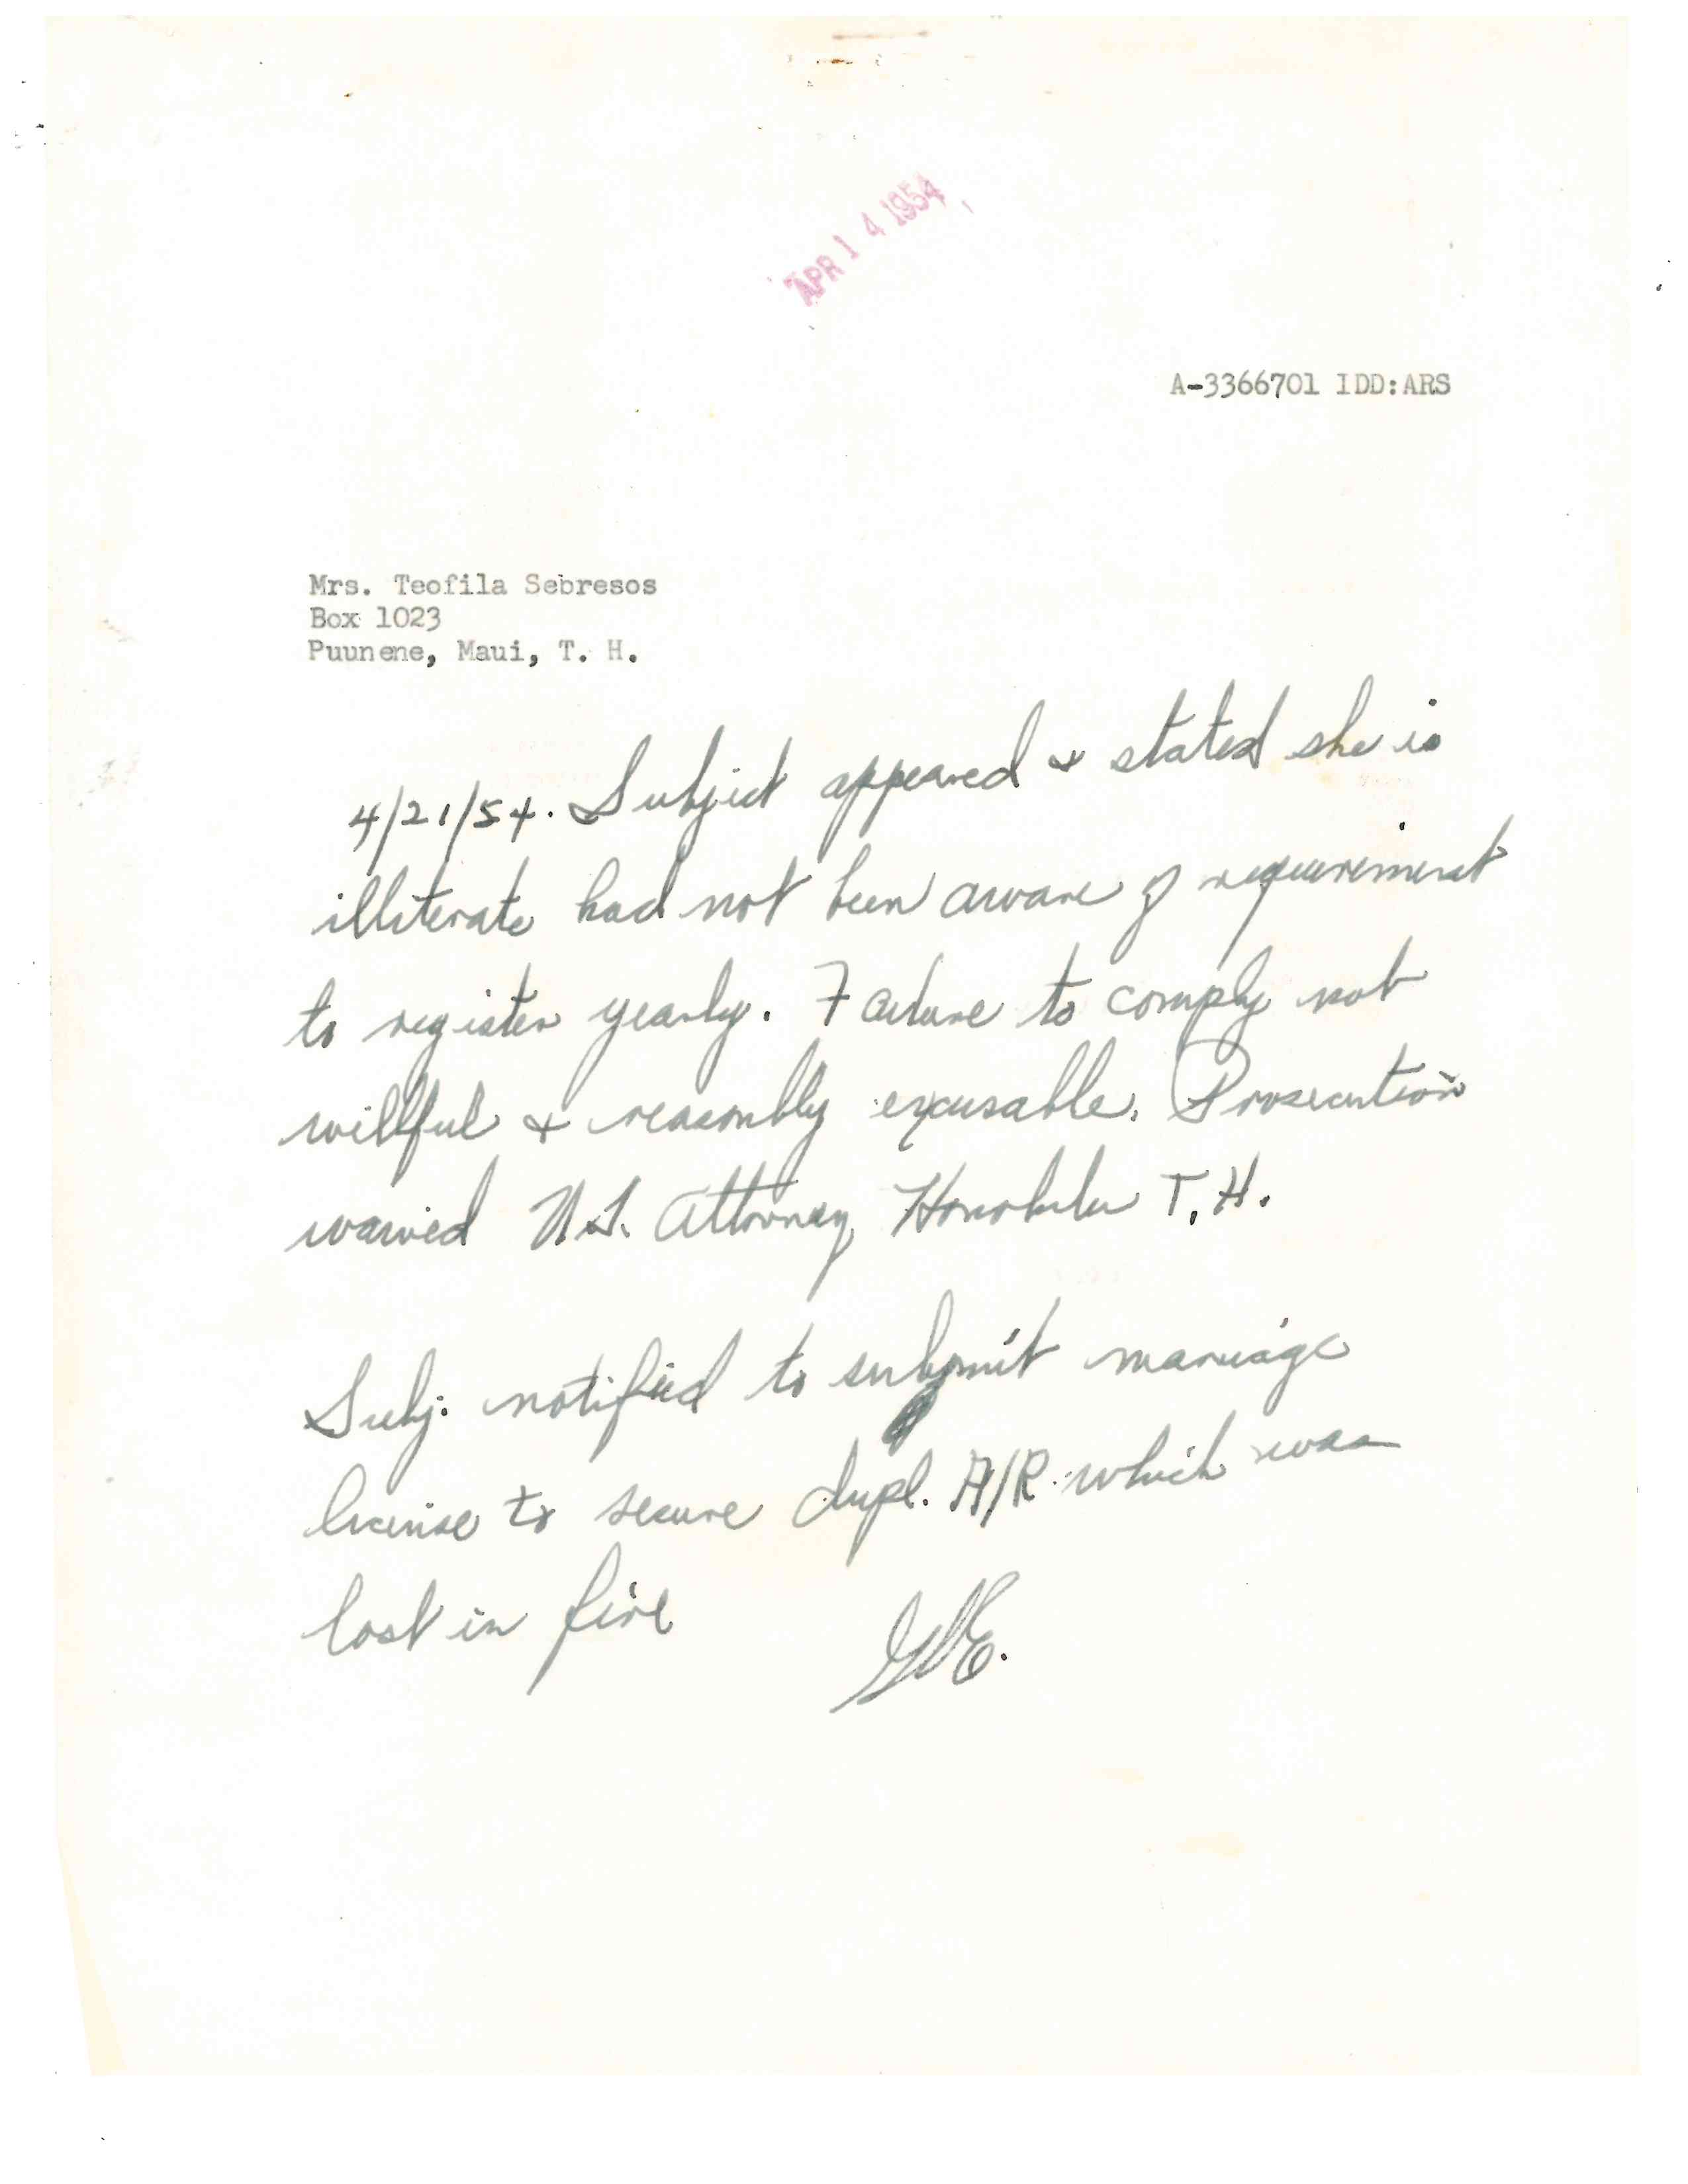 APR 14 1954
A-3366701 IDD:ARS
Mrs. Teofila Sebresos
Box 1023
Puunene, Maui, T. H.
4/21/54. Subject appeared & stated she is
illiterate had not been aware of requirement
to register yearly. Failure to comply not
willful & reasonbly excusable. Prosecution
waived U.S. Attorney Honolulu T.H.
Subj. notified to submit marriage
license to secure dupl. A/R which was
lost in fire